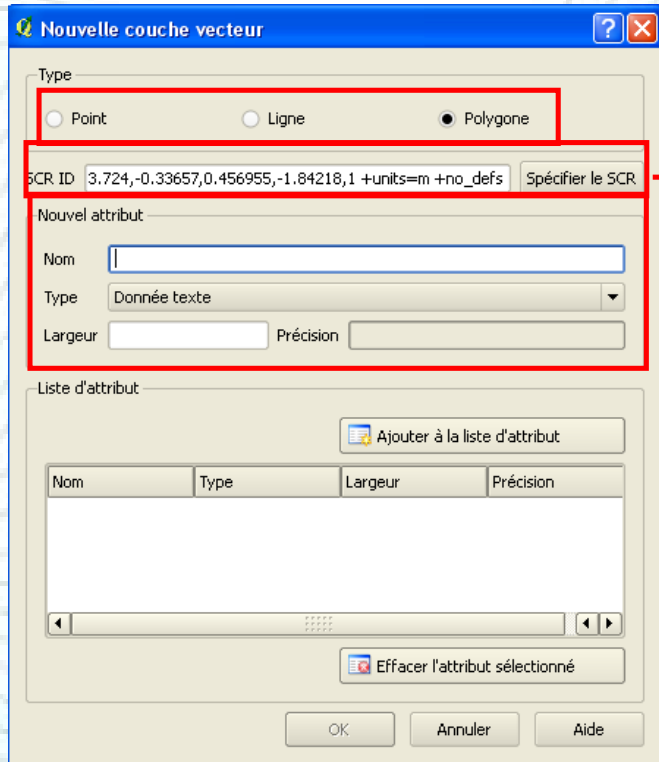 Nouvelle couche vecteur
Type
Point Ligne Polygone
SCR ID 3.724,-0.33657,0.456955,-1.84218,1 +units=m +no_defs Spécifier le SCR
Nouvel attribut
Nom
Type Donnée texte
Largeur Précision
Liste d'attribut
Ajouter à la liste d'attribut
Nom Type Largeur Précision
Effacer l'attribut sélectionné
OK Annuler Aide